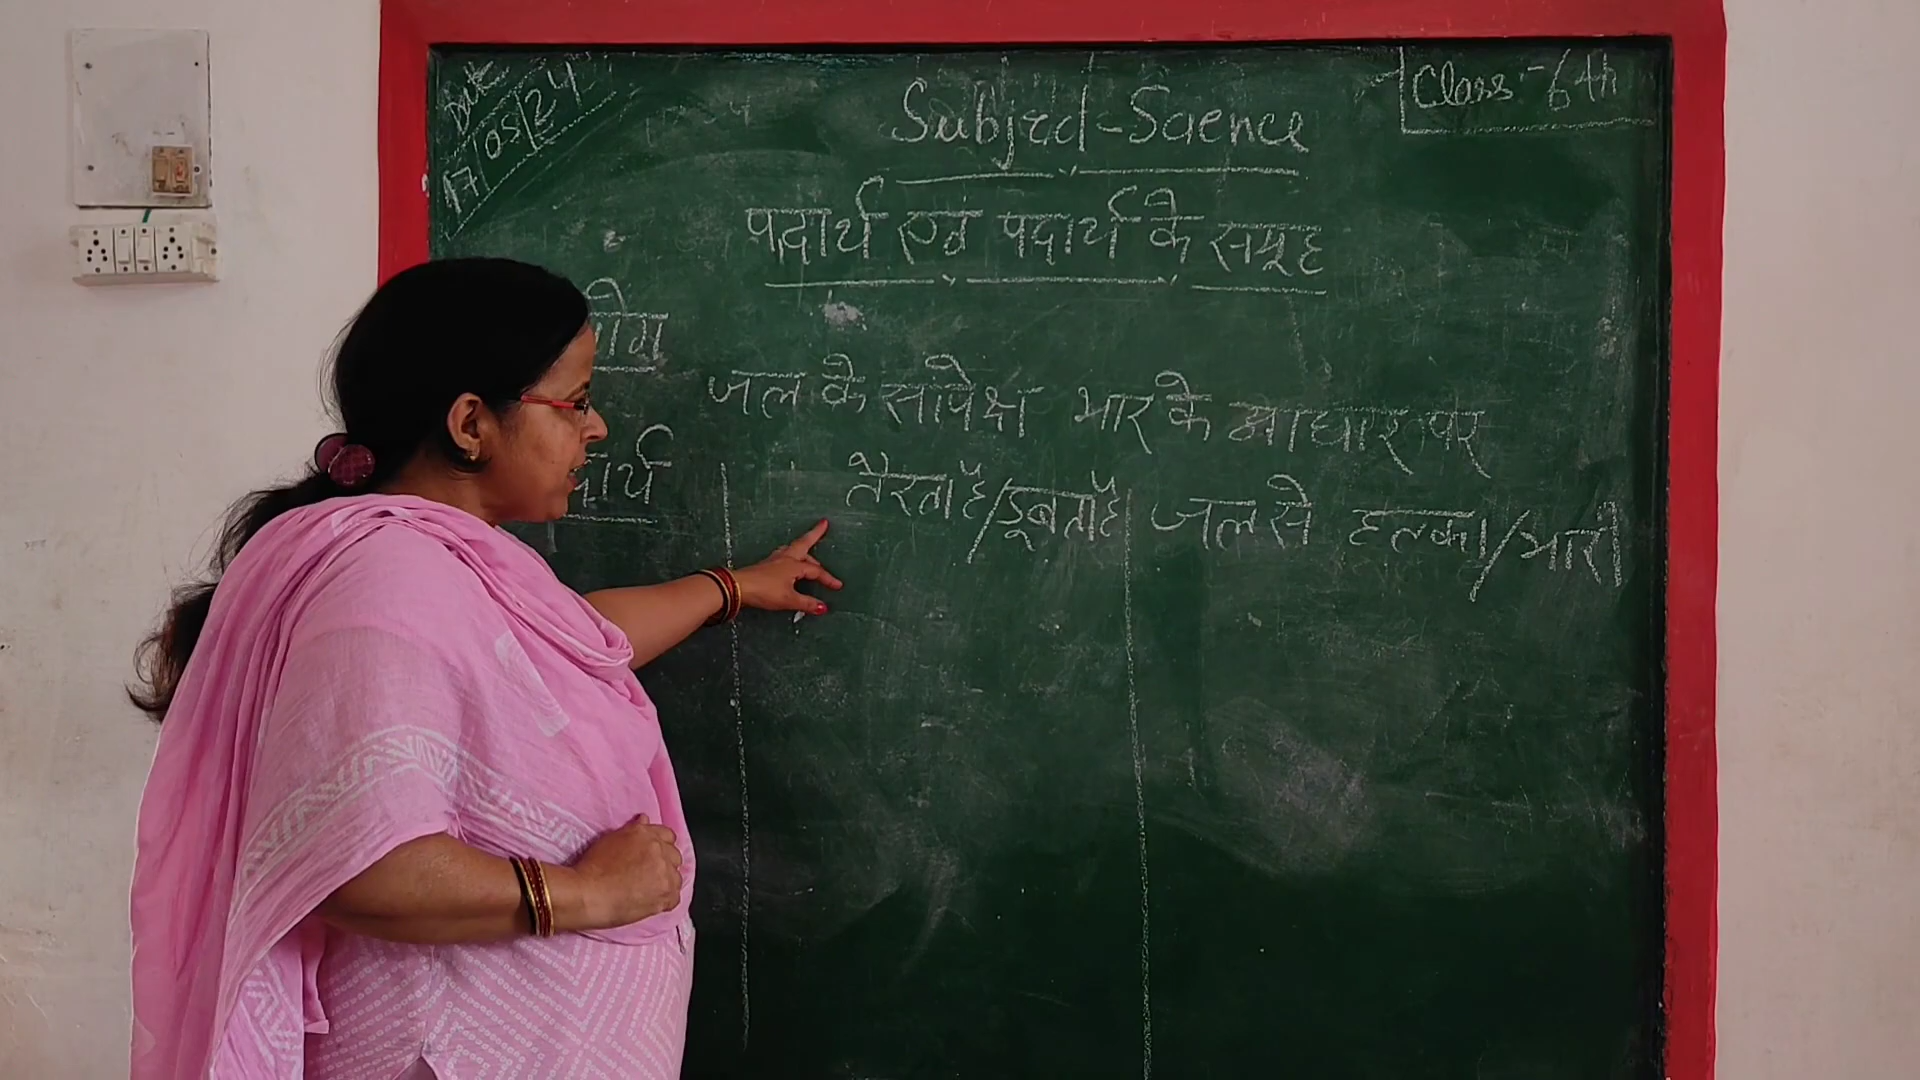 Date
17/05/24
Class-6th
Subject-Science
पदार्थ एवं पदार्थ के समूह
जल के सापेक्ष भार के आधार पर
तैरता है/डूबता है जल से हल्का/भारी